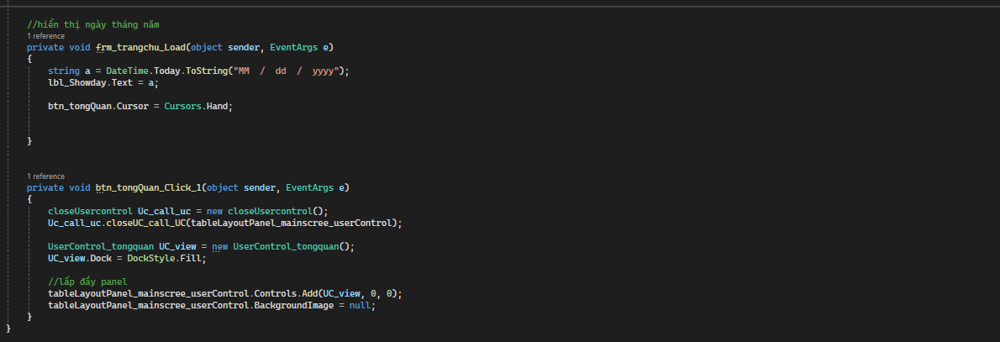 //hiển thị ngày tháng năm
1 reference
private void frm_trangchu_Load(object sender, EventArgs e)
{
string a = DateTime.Today.ToString("MM  /  dd  /  yyyy");
lbl_Showday.Text = a;
btn_tongQuan.Cursor = Cursors.Hand;
}
1 reference
private void btn_tongQuan_Click_1(object sender, EventArgs e)
{
closeUsercontrol Uc_call_uc = new closeUsercontrol();
Uc_call_uc.closeUC_call_UC(tableLayoutPanel_mainscree_userControl);
UserControl_tongquan UC_view = new UserControl_tongquan();
UC_view.Dock = DockStyle.Fill;
//lấp đầy panel
tableLayoutPanel_mainscree_userControl.Controls.Add(UC_view, 0, 0);
tableLayoutPanel_mainscree_userControl.BackgroundImage = null;
}
}